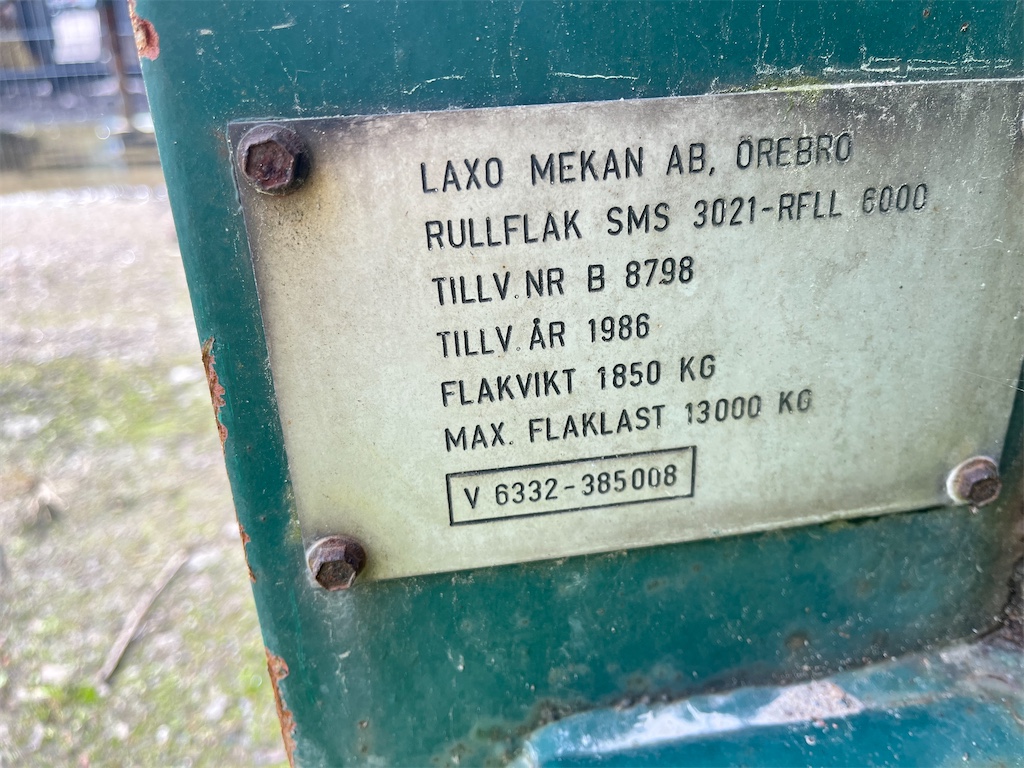 LAXO MEKAN AB, ÖREBRO
RULLFLAK SMS 3021-RFLL 6000
TILLV.NR B 8798
TILLV.ÅR 1986
FLAKVIKT 1850 KG
MAX. FLAKLAST 13000 KG
V 6332-385008